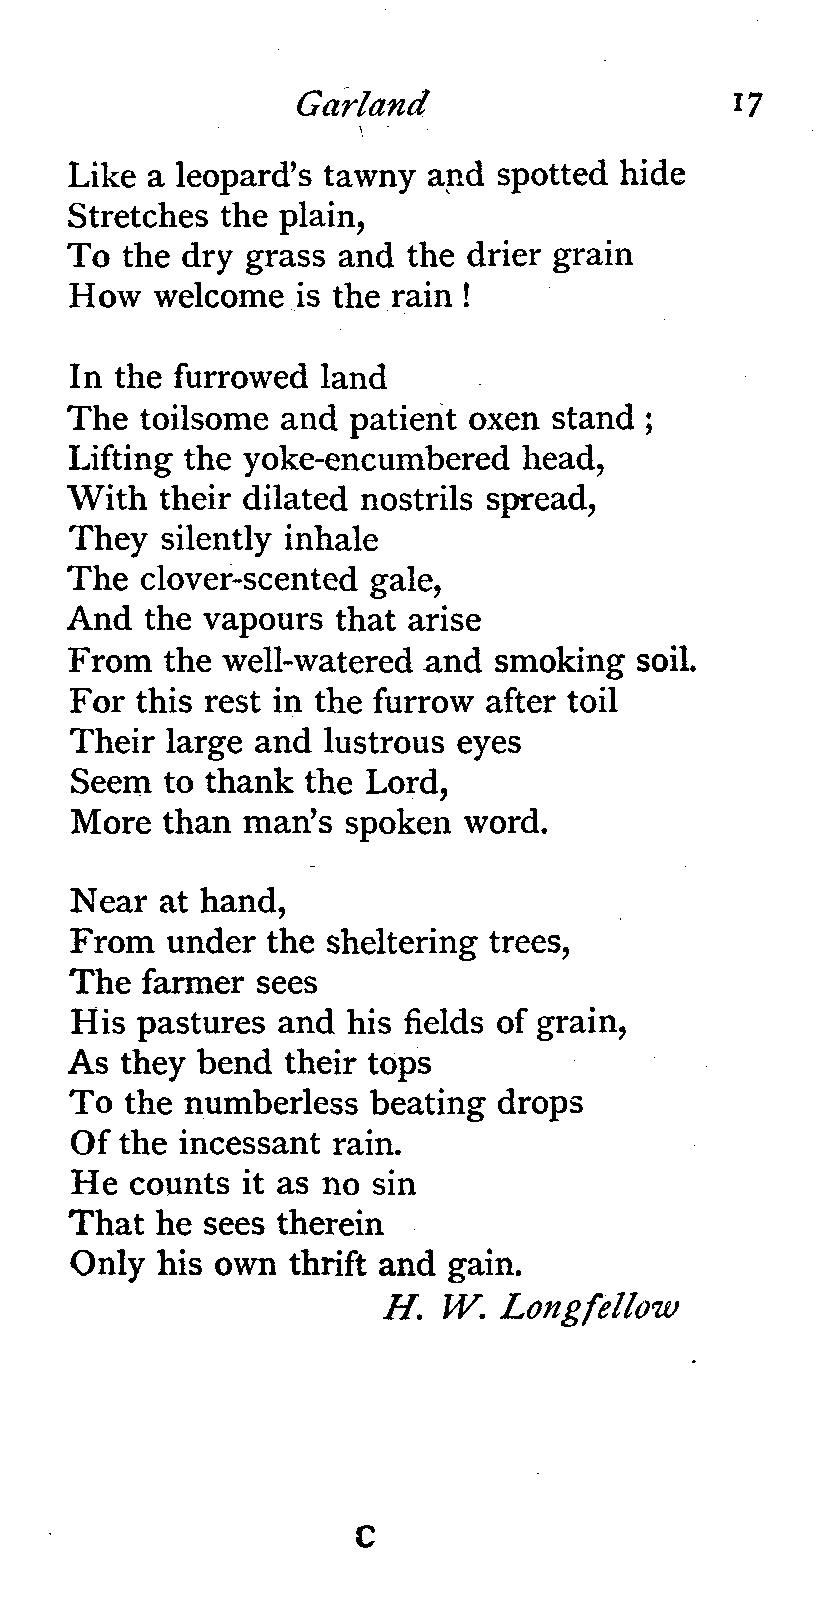 Garland 17
Like a leopard's tawny and spotted hide
Stretches the plain,
To the dry grass and the drier grain
How welcome is the rain !
In the furrowed land
The toilsome and patient oxen stand ;
Lifting the yoke-encumbered head,
With their dilated nostrils spread,
They silently inhale
The clover-scented gale,
And the vapours that arise
From the well-watered and smoking soil.
For this rest in the furrow after toil
Their large and lustrous eyes
Seem to thank the Lord,
More than man's spoken word.
Near at hand,
From under the sheltering trees,
The farmer sees
His pastures and his fields of grain,
As they bend their tops
To the numberless beating drops
Of the incessant rain.
He counts it as no sin
That he sees therein
Only his own thrift and gain.
H. W. Longfellow
C